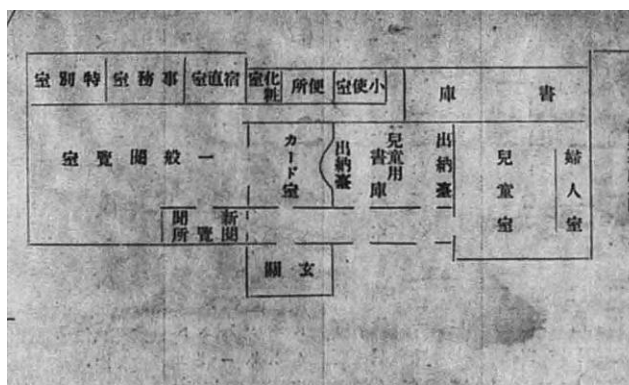 書庫
小使室
便所
化粧室
宿直室
事務室
特別室
婦人室
兒童室
出納臺
兒童用
書庫
出納臺
カード室
一般閲覽室
新聞
閲覽所
玄關